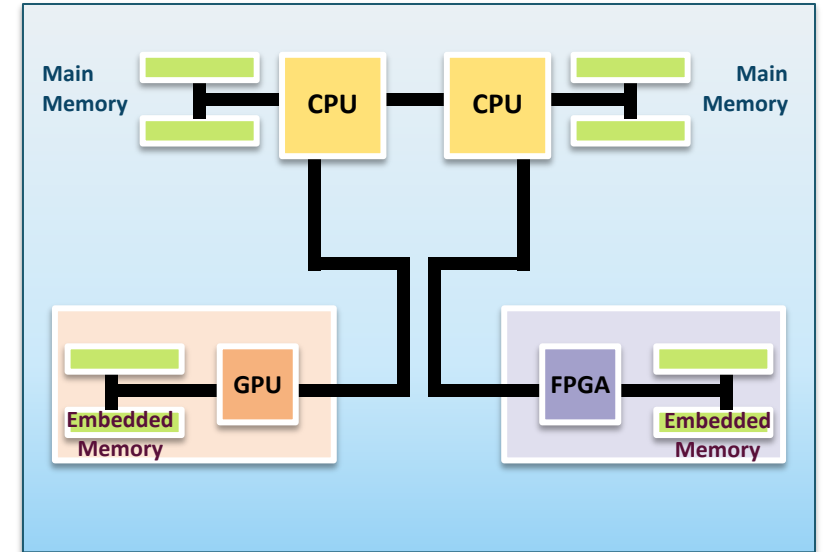 Main
Memory
CPU
CPU
Main
Memory
GPU
Embedded
Memory
FPGA
Embedded
Memory